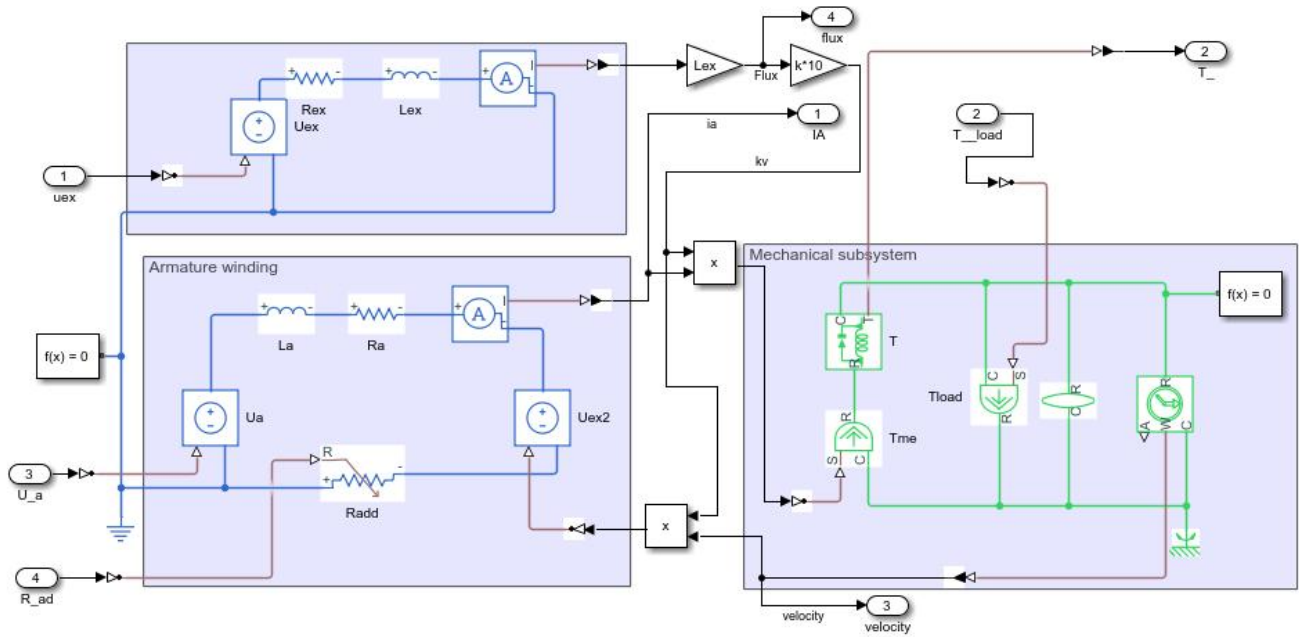 4
flux
Lex
Flux
k*10
2
T_
+
-
+
-
+
A
I
-
Rex
Lex
+
-
Uex
1
uex
ia
1
IA
kv
2
T__load
Armature winding
+
-
+
-
+
A
I
-
La
Ra
f(x) = 0
+
-
Ua
+
-
Uex2
3
U_a
R
+
-
Radd
4
R_ad
x
x
Mechanical subsystem
f(x) = 0
C
T
R
T
R
S
C
Tme
C
S
R
Tload
R
C
R
A
W
C
velocity
3
velocity